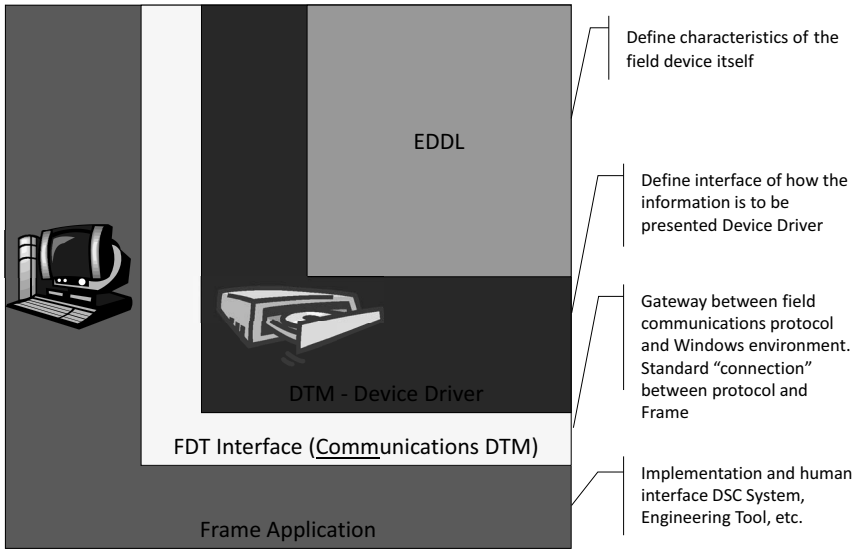 Define characteristics of the
field device itself
EDDL
Define interface of how the
information is to be
presented Device Driver
Gateway between field
communications protocol
and Windows environment.
Standard “connection”
between protocol and
Frame
DTM - Device Driver
FDT Interface (Communications DTM)
Implementation and human
interface DSC System,
Engineering Tool, etc.
Frame Application